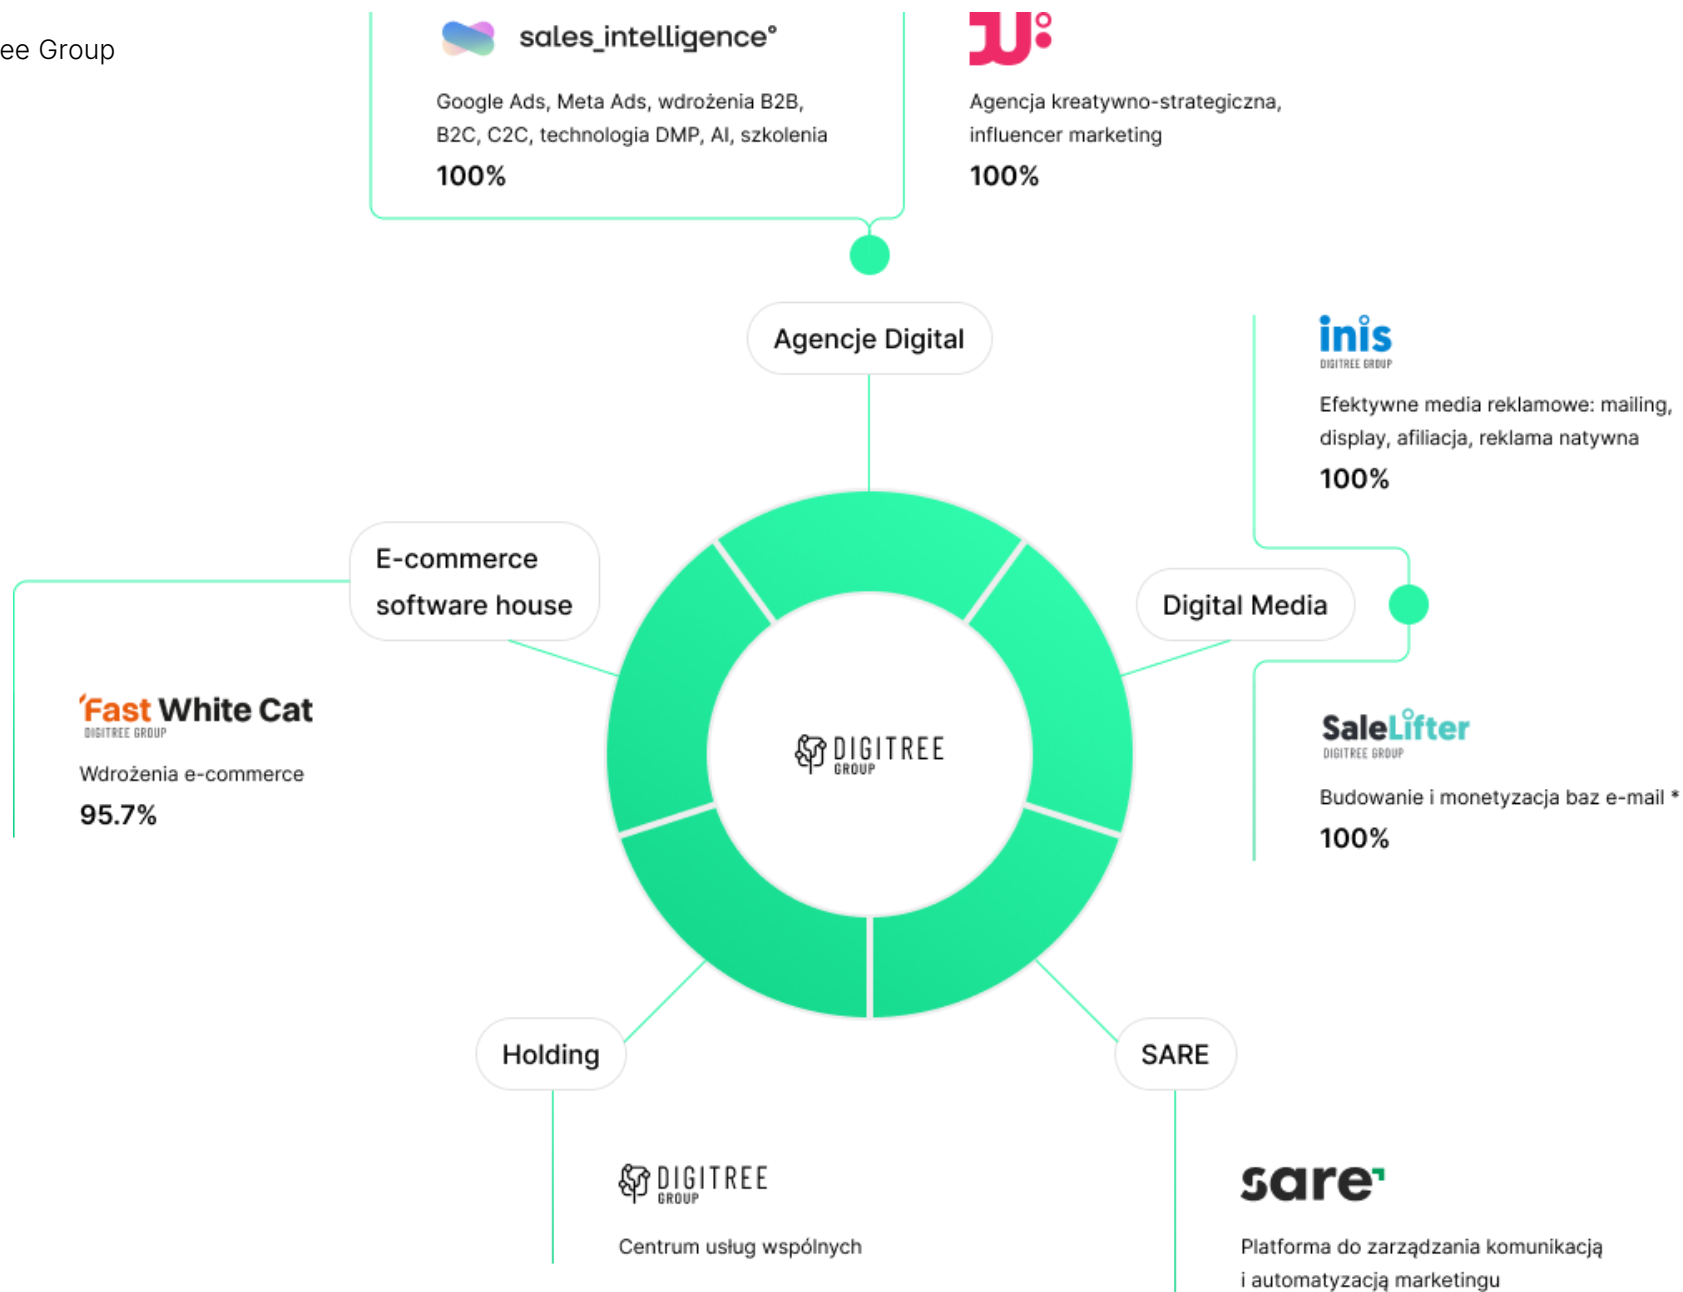 ee Group
sales_intelligence°
Google Ads, Meta Ads, wdrożenia B2B,
B2C, C2C, technologia DMP, AI, szkolenia
100%
Agencja kreatywno-strategiczna,
influencer marketing
100%
Agencje Digital
inis
DIGITREE GROUP
Efektywne media reklamowe: mailing,
display, afiliacja, reklama natywna
100%
E-commerce
software house
Digital Media
Fast White Cat
DIGITREE GROUP
Wdrożenia e-commerce
95.7%
DIGITREE
GROUP
SaleLifter
DIGITREE GROUP
Budowanie i monetyzacja baz e-mail *
100%
Holding
SARE
DIGITREE
GROUP
Centrum usług wspólnych
sare
Platforma do zarządzania komunikacją
i automatyzacją marketingu